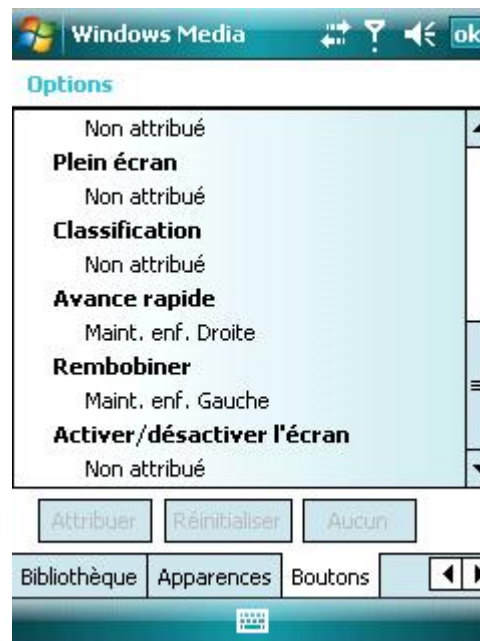 Windows Media
ok
Options
Non attribué
Plein écran
Non attribué
Classification
Non attribué
Avance rapide
Maint. enf. Droite
Rembobiner
Maint. enf. Gauche
Activer/désactiver l'écran
Non attribué
Attribuer Réinitialiser Aucun
Bibliothèque Apparences Boutons